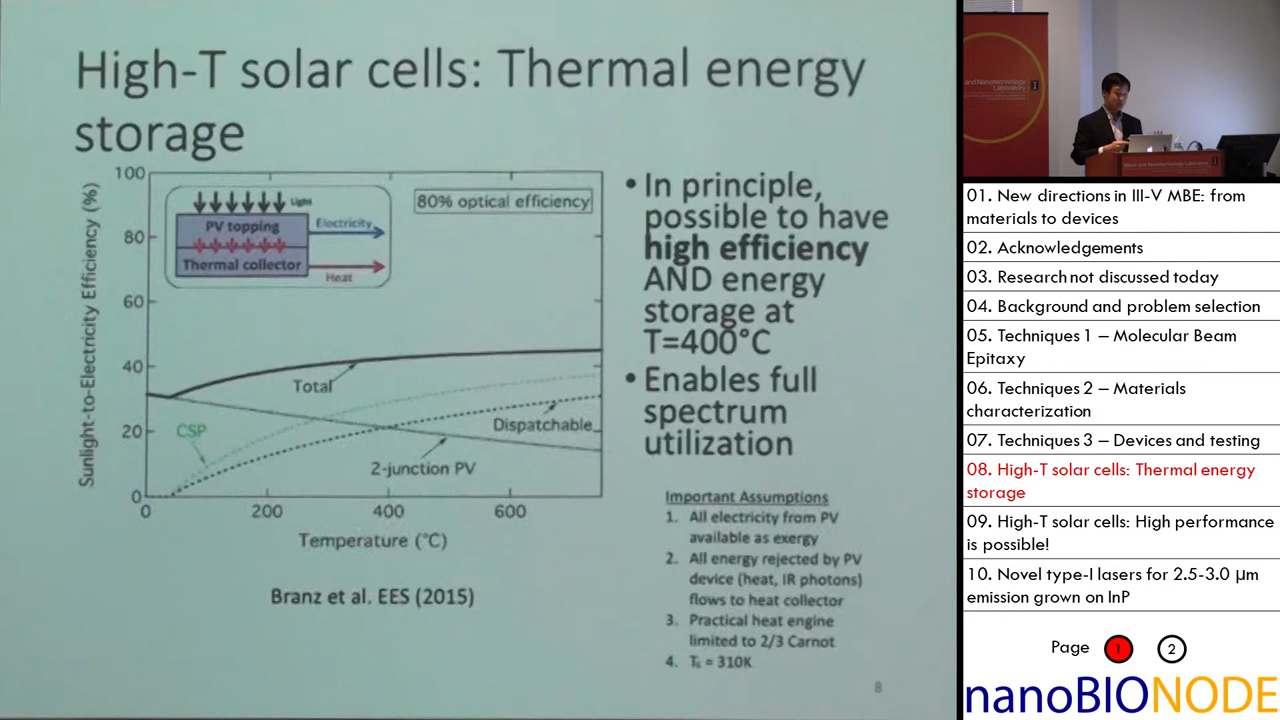 High-T solar cells: Thermal energy
storage
Sunlight-to-Electricity Efficiency (%)
100
80
60
40
20
0
0
200
400
600
Temperature (°C)
Light
PV topping
Electricity
Thermal collector
Heat
80% optical efficiency
Total
CSP
Dispatchable
2-junction PV
Branz et al. EES (2015)
• In principle,
possible to have
high efficiency
AND energy
storage at
T=400°C
• Enables full
spectrum
utilization
Important Assumptions
1. All electricity from PV
available as exergy
2. All energy rejected by PV
device (heat, IR photons)
flows to heat collector
3. Practical heat engine
limited to 2/3 Carnot
4. = 310K
8
and Nanotechnology
Laboratory
Micro and Nanotechnology Laboratory
01. New directions in III-V MBE: from
materials to devices
02. Acknowledgements
03. Research not discussed today
04. Background and problem selection
05. Techniques 1 – Molecular Beam
Epitaxy
06. Techniques 2 – Materials
characterization
07. Techniques 3 – Devices and testing
08. High-T solar cells: Thermal energy
storage
09. High-T solar cells: High performance
is possible!
10. Novel type-I lasers for 2.5-3.0 μm
emission grown on InP
Page 1 2
nanoBIONODE